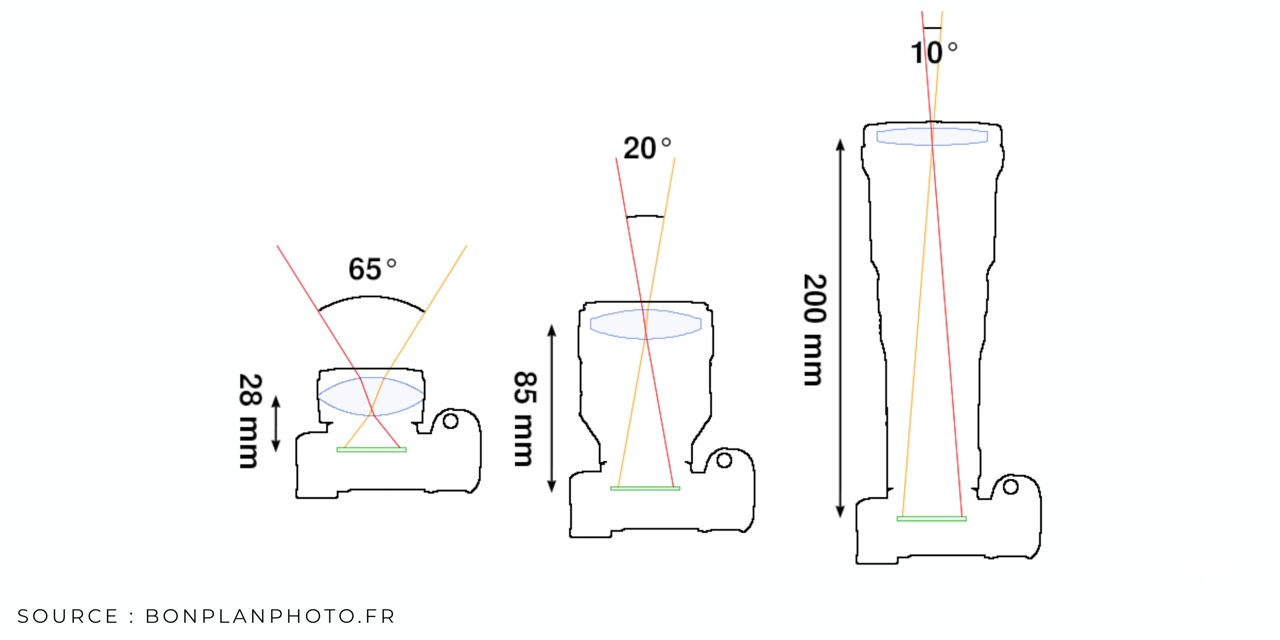 65°
28 mm
20°
85 mm
10°
200 mm
SOURCE : BONPLANPHOTO.FR